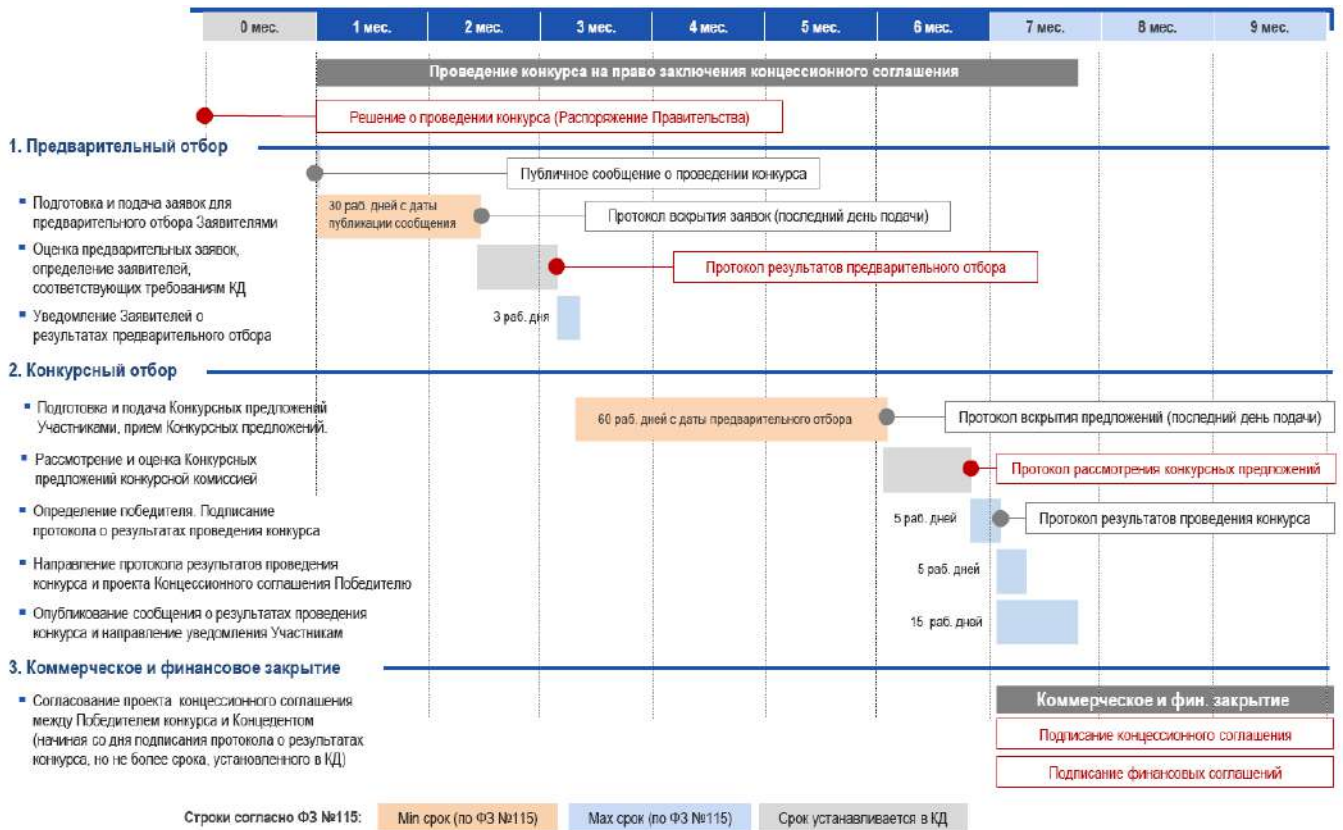 0 мес.
1 мес.
2 мес.
3 мес.
4 мес.
5 мес.
6 мес.
7 мес.
8 мес.
9 мес.
Проведение конкурса на право заключения концессионного соглашения
Решение о проведении конкурса (Распоряжение Правительства)
1. Предварительный отбор
Публичное сообщение о проведении конкурса
Подготовка и подача заявок для
предварительного отбора Заявителями
30 раб. дней с даты
публикации сообщения
Протокол вскрытия заявок (последний день подачи)
Оценка предварительных заявок,
определение заявителей,
соответствующих требованиям КД
Протокол результатов предварительного отбора
Уведомление Заявителей о
результатах предварительного отбора
3 раб. дня
2. Конкурсный отбор
Подготовка и подача Конкурсных предложений
Участниками, прием Конкурсных предложений.
60 раб. дней с даты предварительного отбора
Протокол вскрытия предложений (последний день подачи)
Рассмотрение и оценка Конкурсных
предложений конкурсной комиссией
Протокол рассмотрения конкурсных предложений
Определение победителя. Подписание
протокола о результатах проведения конкурса
5 раб. дней
Протокол результатов проведения конкурса
Направление протокола результатов проведения
конкурса и проекта Концессионного соглашения Победителю
5 раб. дней
Опубликование сообщения о результатах проведения
конкурса и направление уведомления Участникам
15 раб. дней
3. Коммерческое и финансовое закрытие
Согласование проекта концессионного соглашения
между Победителем конкурса и Концедентом
(начиная со дня подписания протокола о результатах
конкурса, но не более срока, установленного в КД)
Коммерческое и фин. закрытие
Подписание концессионного соглашения
Подписание финансовых соглашений
Строки согласно ФЗ №115:
Min срок (по ФЗ №115)
Max срок (по ФЗ №115)
Срок устанавливается в КД